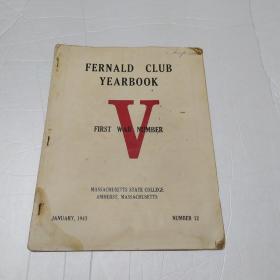 FERNALD CLUB
YEARBOOK
V
FIRST WAR NUMBER
MASSACHUSETTS STATE COLLEGE
AMHERST, MASSACHUSETTS
JANUARY, 1943
NUMBER 12